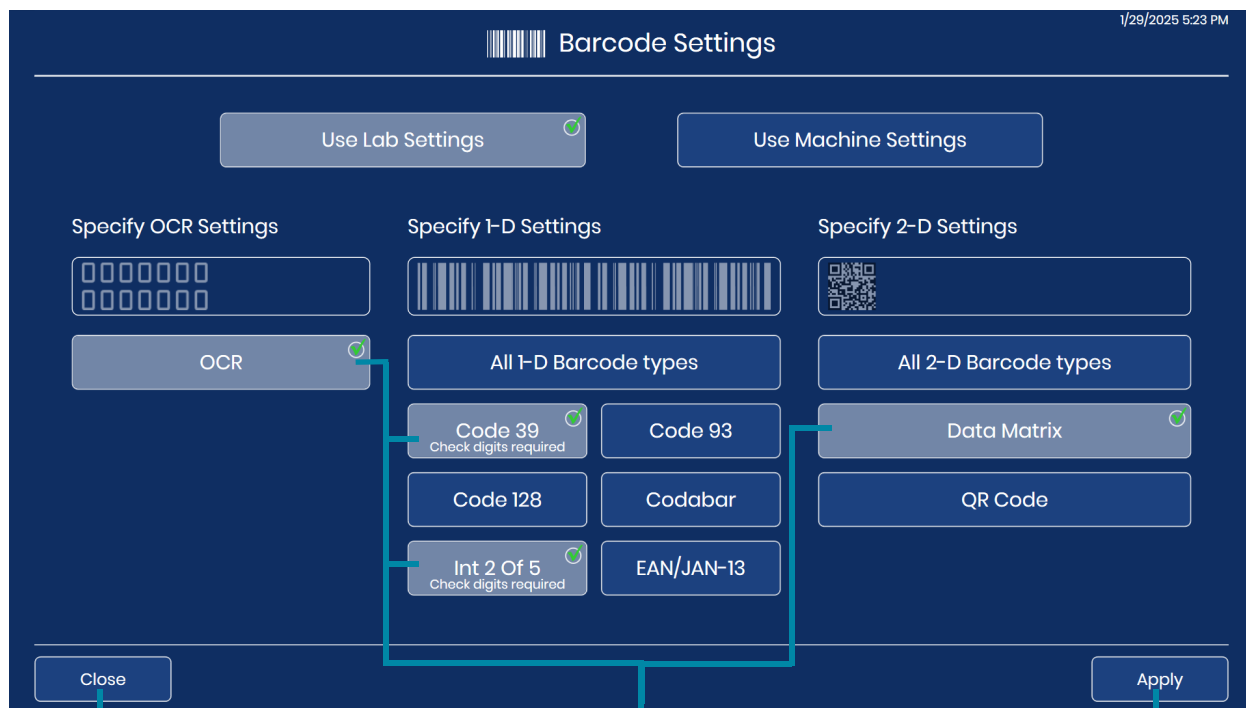 1/29/2025 5:23 PM
Barcode Settings
Use Lab Settings
Use Machine Settings
Specify OCR Settings
Specify 1-D Settings
Specify 2-D Settings
0000000
0000000
OCR
All 1-D Barcode types
All 2-D Barcode types
Code 39
Check digits required
Code 93
Data Matrix
Code 128
Codabar
QR Code
Int 2 Of 5
Check digits required
EAN/JAN-13
Close
Apply